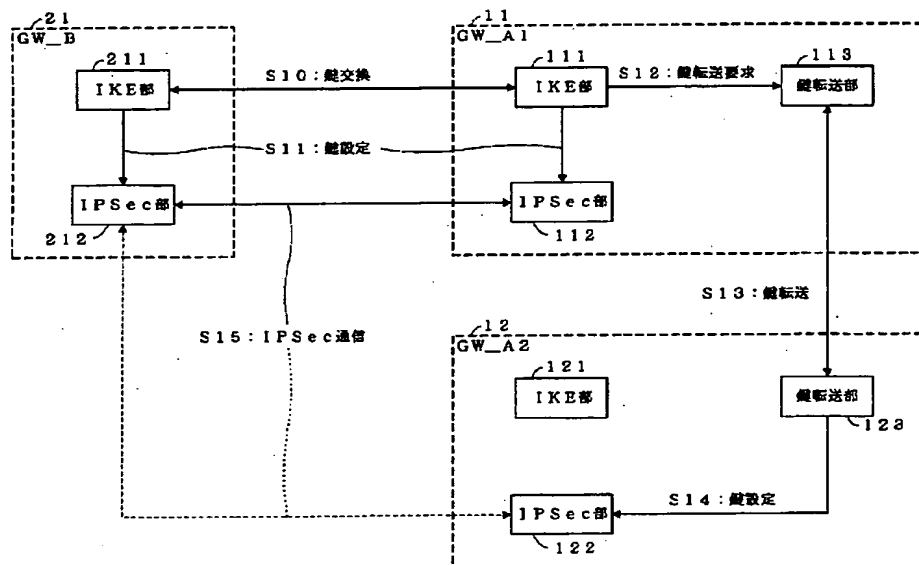 21
GW_B
211
IKE部
S10:鍵交換
S11:鍵設定
IPSec部
212
11
GW_A1
111
IKE部
S12:鍵転送要求
113
鍵転送部
IPSec部
112
S13:鍵転送
S15:IPSec通信
12
GW_A2
121
IKE部
鍵転送部
123
S14:鍵設定
IPSec部
122